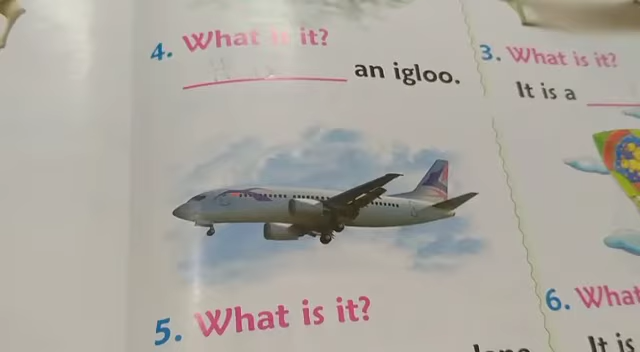 4. What is it?
an igloo.
5. What is it?
3. What is it?
It is a
6. What
It is